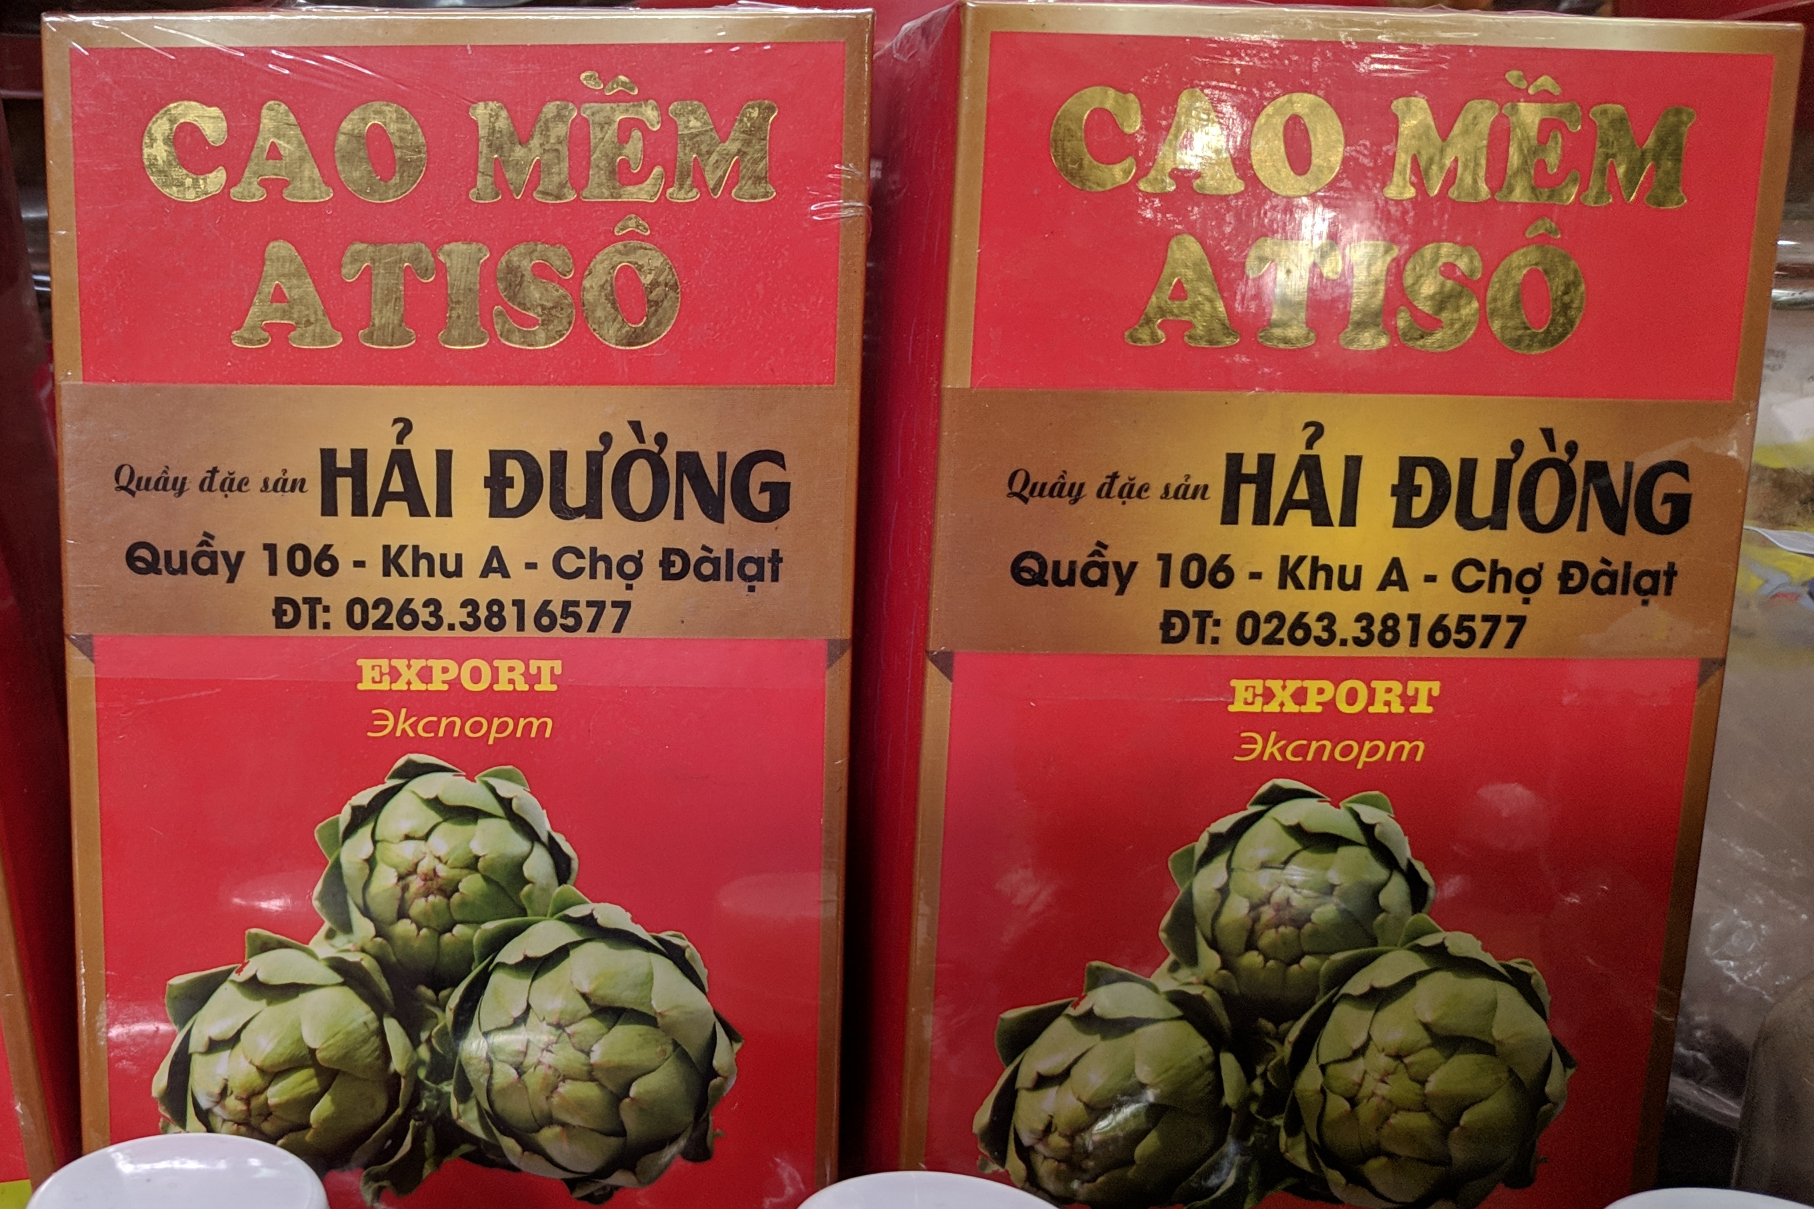 CAO MỀM
ATISÔ
Quầy đặc sản HẢI ĐƯỜNG
Quầy 106 - Khu A - Chợ Đàlạt
ĐT: 0263.3816577
EXPORT
Экспорт
CAO MỀM
ATISÔ
Quầy đặc sản HẢI ĐƯỜNG
Quầy 106 - Khu A - Chợ Đàlạt
ĐT: 0263.3816577
EXPORT
Экспорт